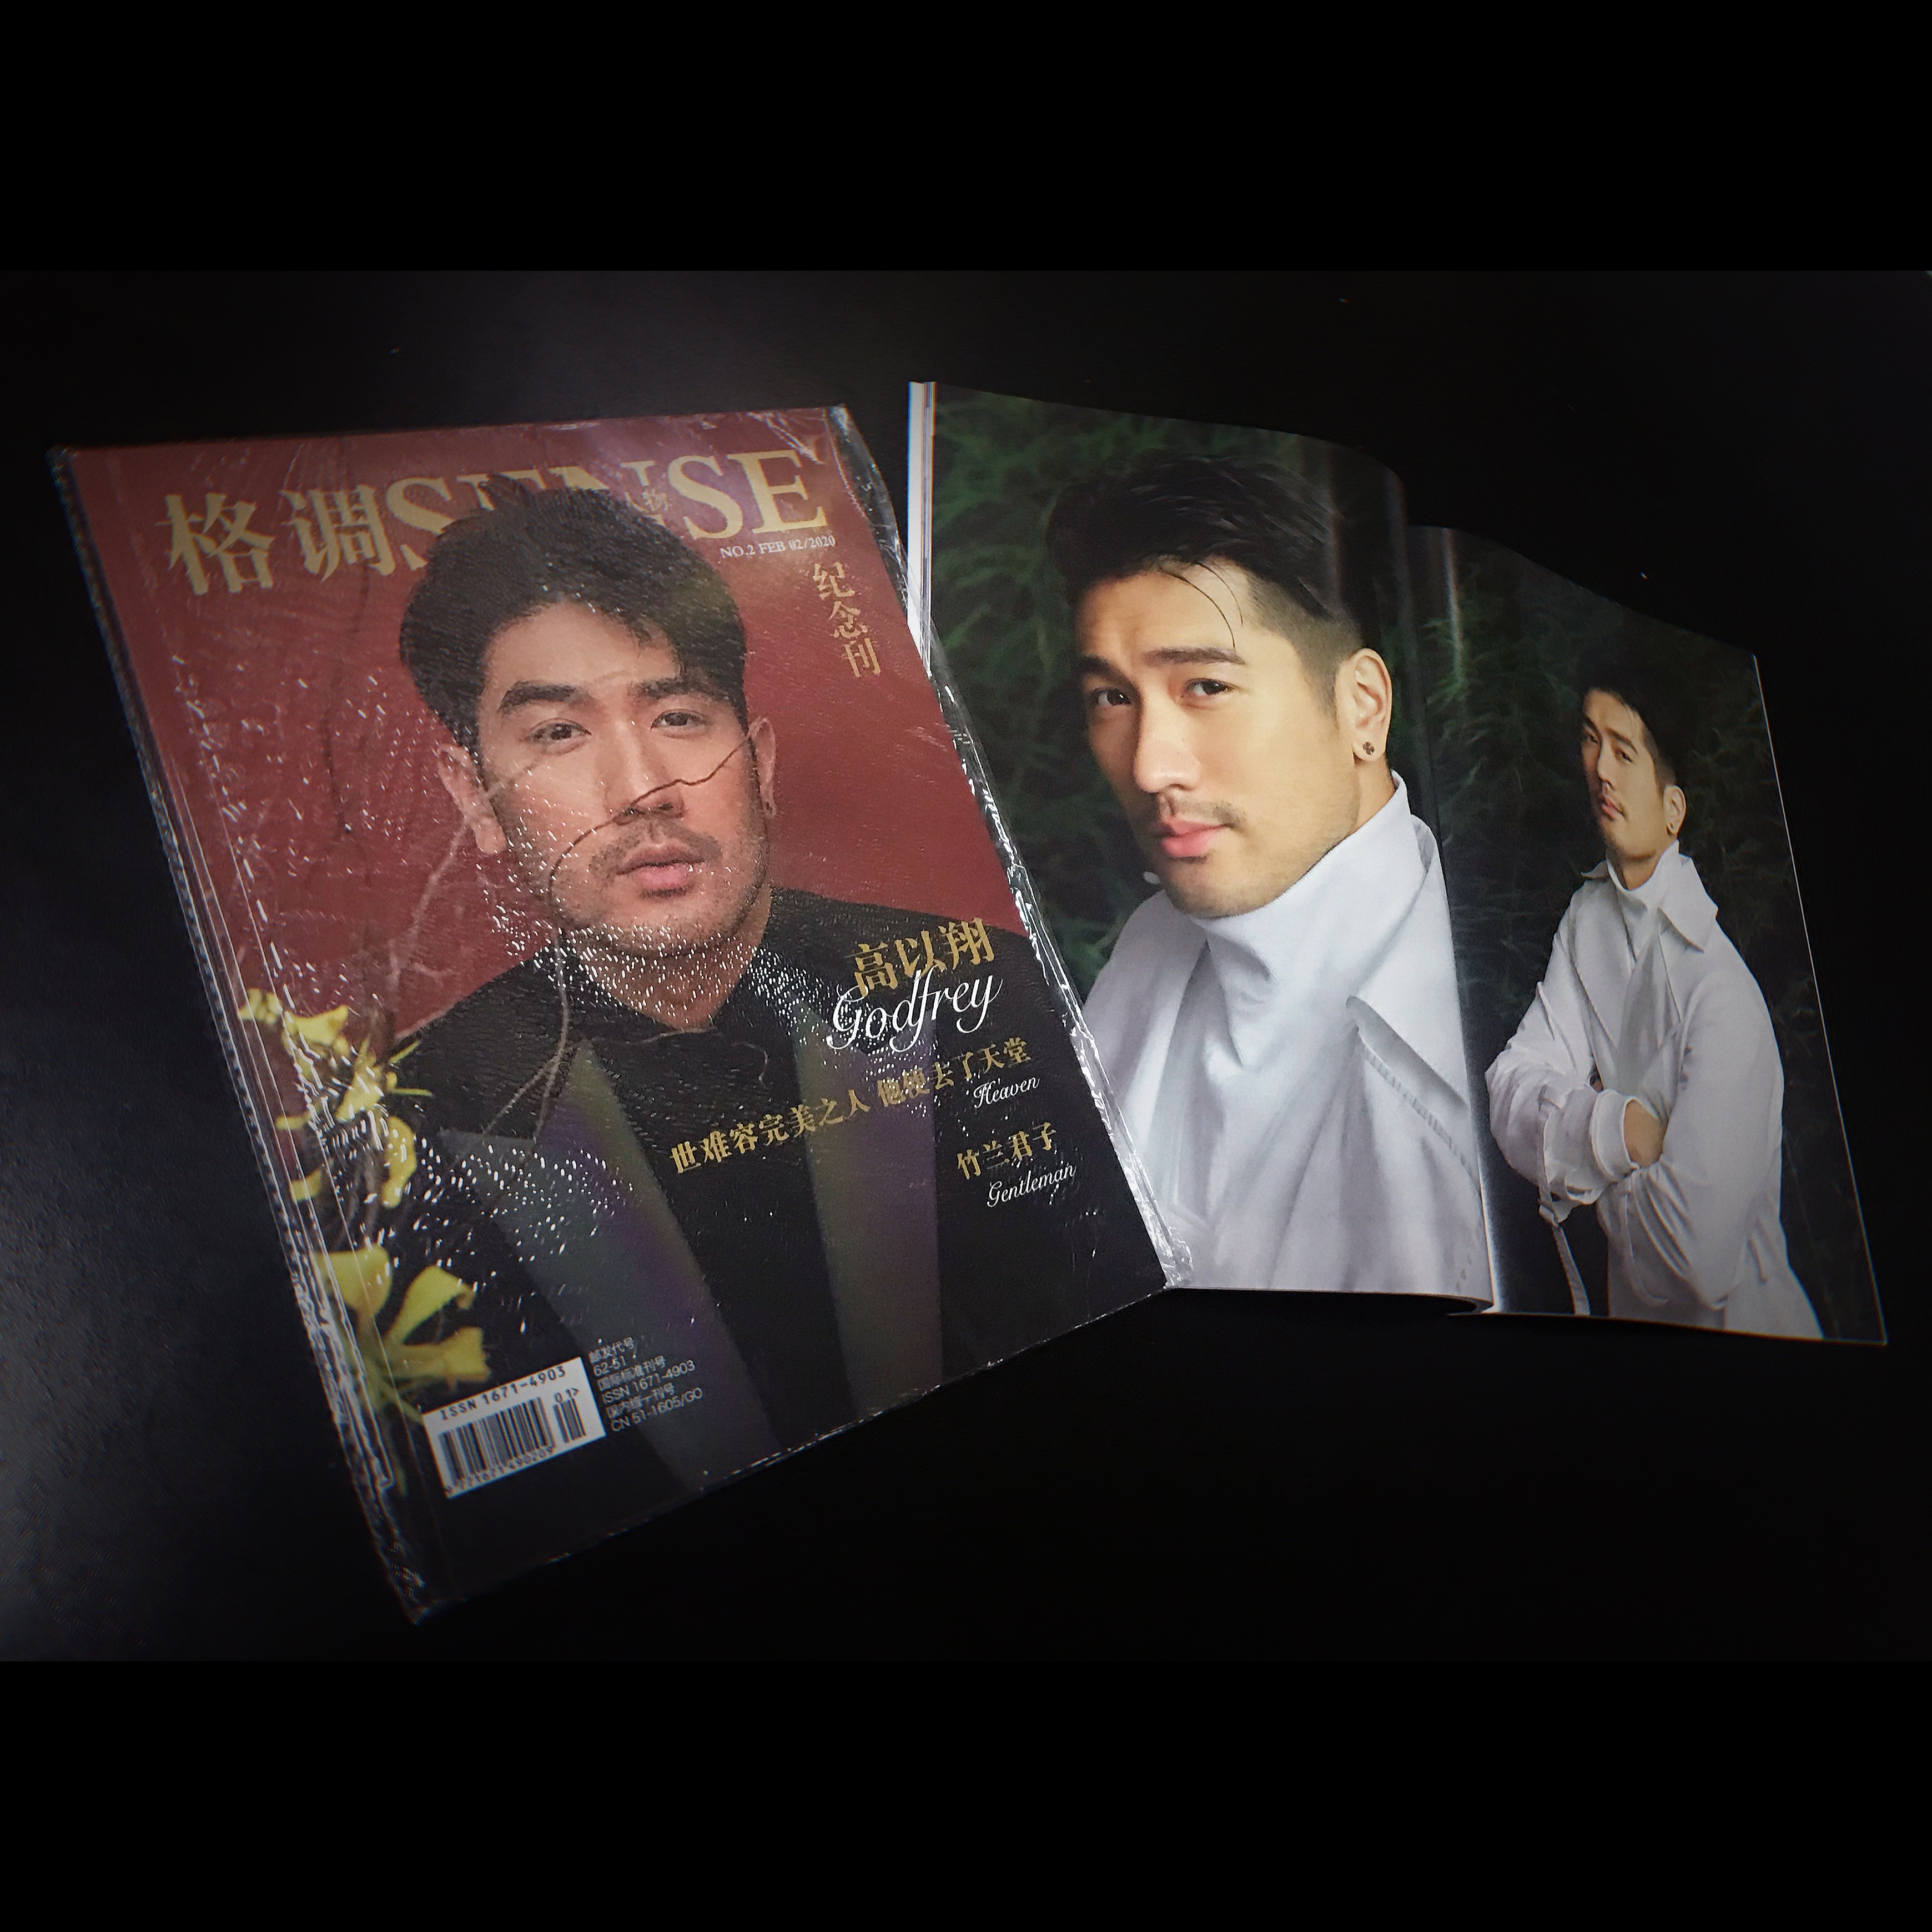 格调SENSE
人物
NO.2 FEB 02/2020
纪念刊
高以翔
Godfrey
世难容完美之人 他便去了天堂
Heaven
竹兰君子
Gentleman
邮发代号
62-51
国际标准刊号
ISSN 1671-4903
国内统一刊号
CN 51-1605/GO
ISSN 1671-4903
01>
9771671490209